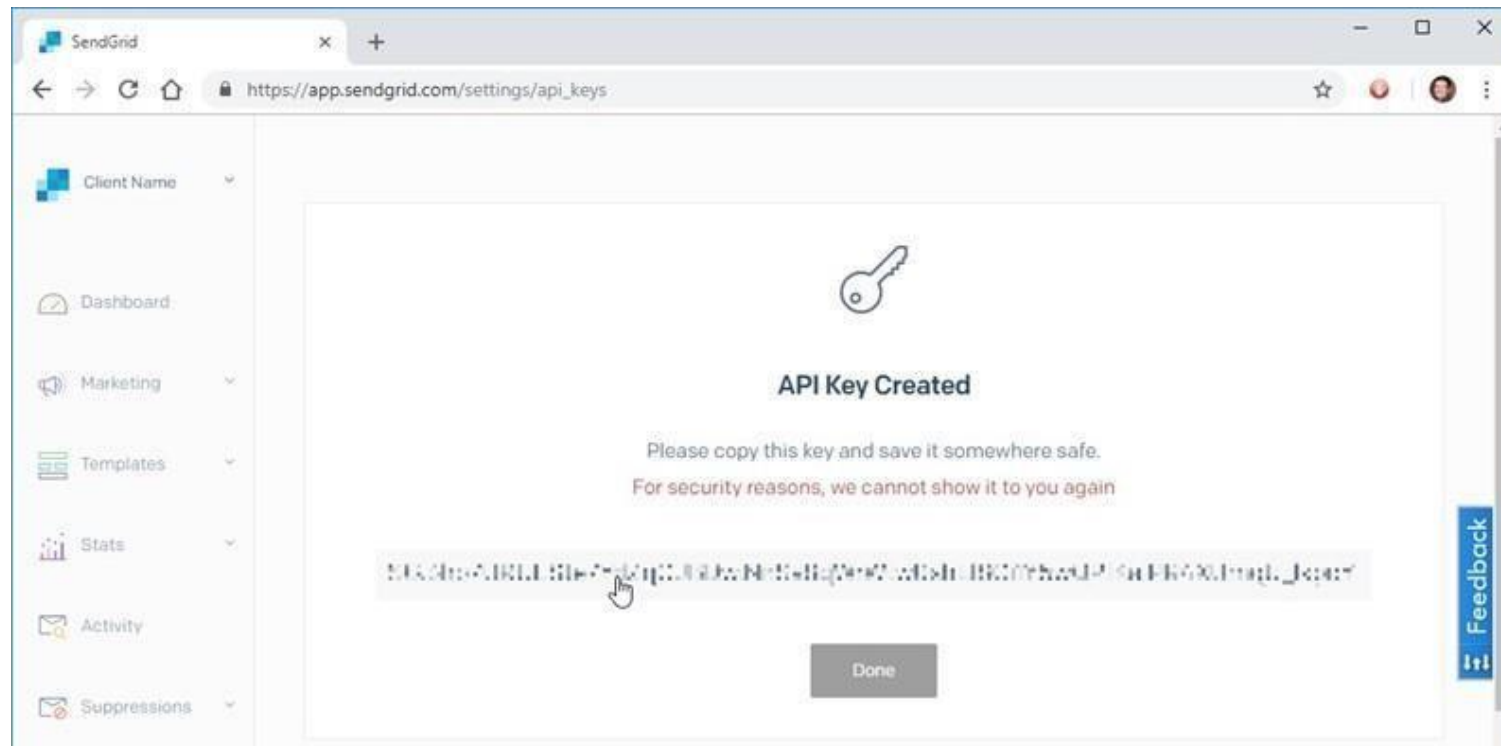 SendGrid
https://app.sendgrid.com/settings/api_keys
Client Name
Dashboard
Marketing
Templates
Stats
Activity
Suppressions
API Key Created
Please copy this key and save it somewhere safe.
For security reasons, we cannot show it to you again
Done
Feedback